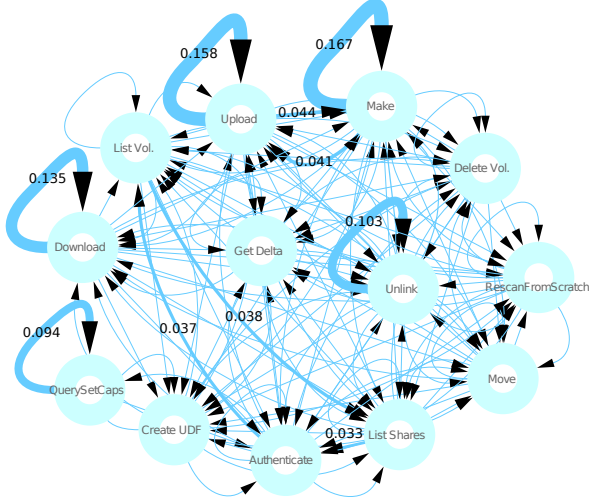 0.167
0.158
0.044
Make
Upload
List Vol.
0.041
Delete Vol.
0.135
0.103
Download
Get Delta
Unlink
RescanFromScratch
0.038
0.037
0.094
Move
QuerySetCaps
Create UDF
0.033
List Shares
Authenticate